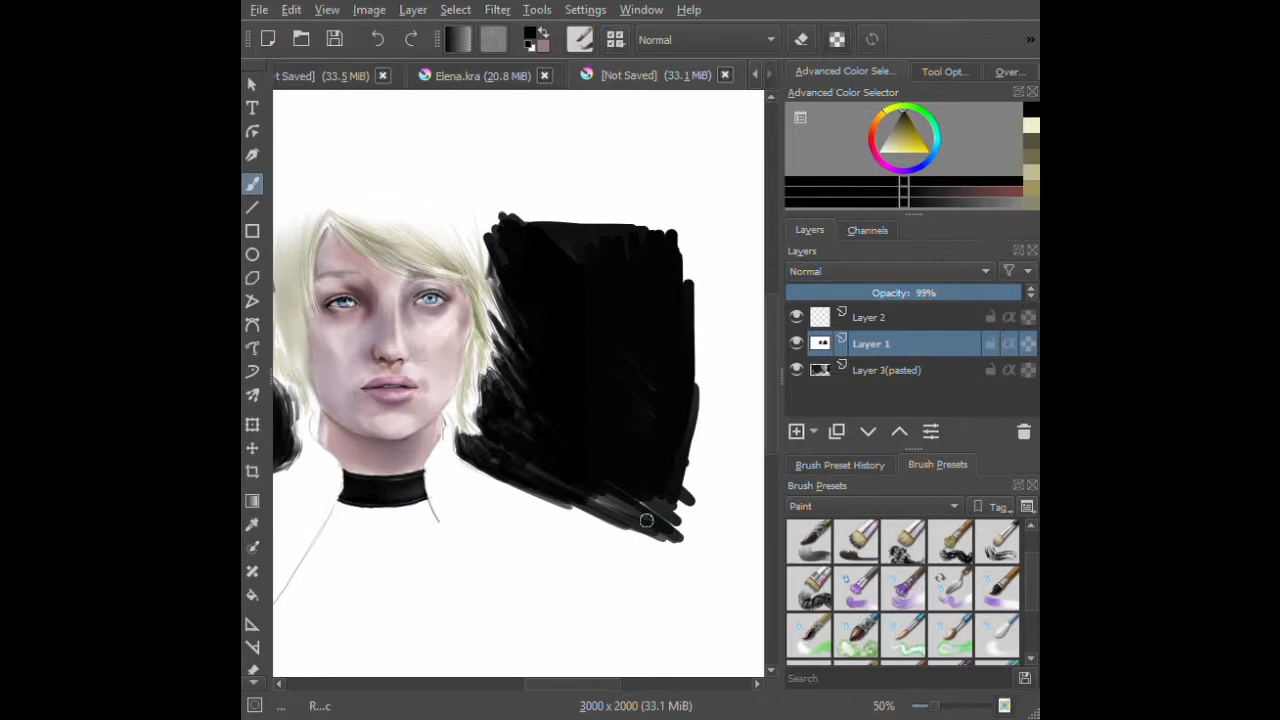 File Edit View Image Layer Select Filter Tools Settings Window Help
Normal
»
t Saved] (33.5 MiB)
Elena.kra (20.8 MiB)
[Not Saved] (33.1 MiB)
Advanced Color Sele...
Tool Opt...
Over...
Advanced Color Selector
Layers
Channels
Layers
Normal
Opacity: 99%
Layer 2
Layer 1
Layer 3(pasted)
Brush Preset History
Brush Presets
Brush Presets
Paint
Tag
Search
...
R...c
3000 x 2000 (33.1 MiB)
50%